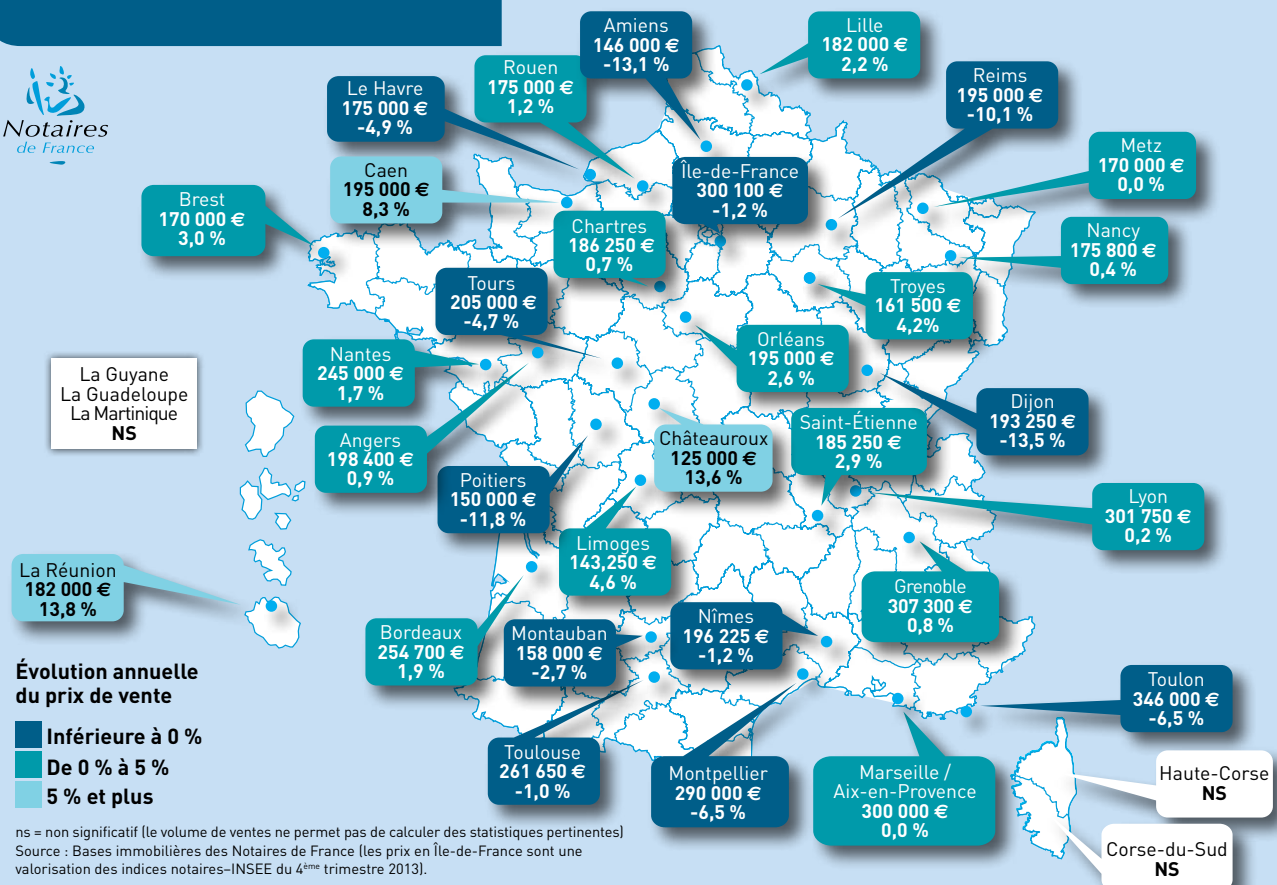 Notaires
de France
Amiens
146 000 €
-13,1 %
Lille
182 000 €
2,2 %
Rouen
175 000 €
1,2 %
Le Havre
175 000 €
-4,9 %
Reims
195 000 €
-10,1 %
Metz
170 000 €
0,0 %
Caen
195 000 €
8,3 %
Île-de-France
300 100 €
-1,2 %
Brest
170 000 €
3,0 %
Chartres
186 250 €
0,7 %
Nancy
175 800 €
0,4 %
Tours
205 000 €
-4,7 %
Troyes
161 500 €
4,2%
Nantes
245 000 €
1,7 %
Orléans
195 000 €
2,6 %
La Guyane
La Guadeloupe
La Martinique
NS
Dijon
193 250 €
-13,5 %
Angers
198 400 €
0,9 %
Châteauroux
125 000 €
13,6 %
Saint-Étienne
185 250 €
2,9 %
Poitiers
150 000 €
-11,8 %
Lyon
301 750 €
0,2 %
Limoges
143,250 €
4,6 %
La Réunion
182 000 €
13,8 %
Grenoble
307 300 €
0,8 %
Bordeaux
254 700 €
1,9 %
Montauban
158 000 €
-2,7 %
Nîmes
196 225 €
-1,2 %
Toulon
346 000 €
-6,5 %
Toulouse
261 650 €
-1,0 %
Montpellier
290 000 €
-6,5 %
Marseille /
Aix-en-Provence
300 000 €
0,0 %
Haute-Corse
NS
Corse-du-Sud
NS
Évolution annuelle
du prix de vente
Inférieure à 0 %
De 0 % à 5 %
5 % et plus
ns = non significatif (le volume de ventes ne permet pas de calculer des statistiques pertinentes)
Source : Bases immobilières des Notaires de France (les prix en Île-de-France sont une
valorisation des indices notaires–INSEE du 4ème trimestre 2013).